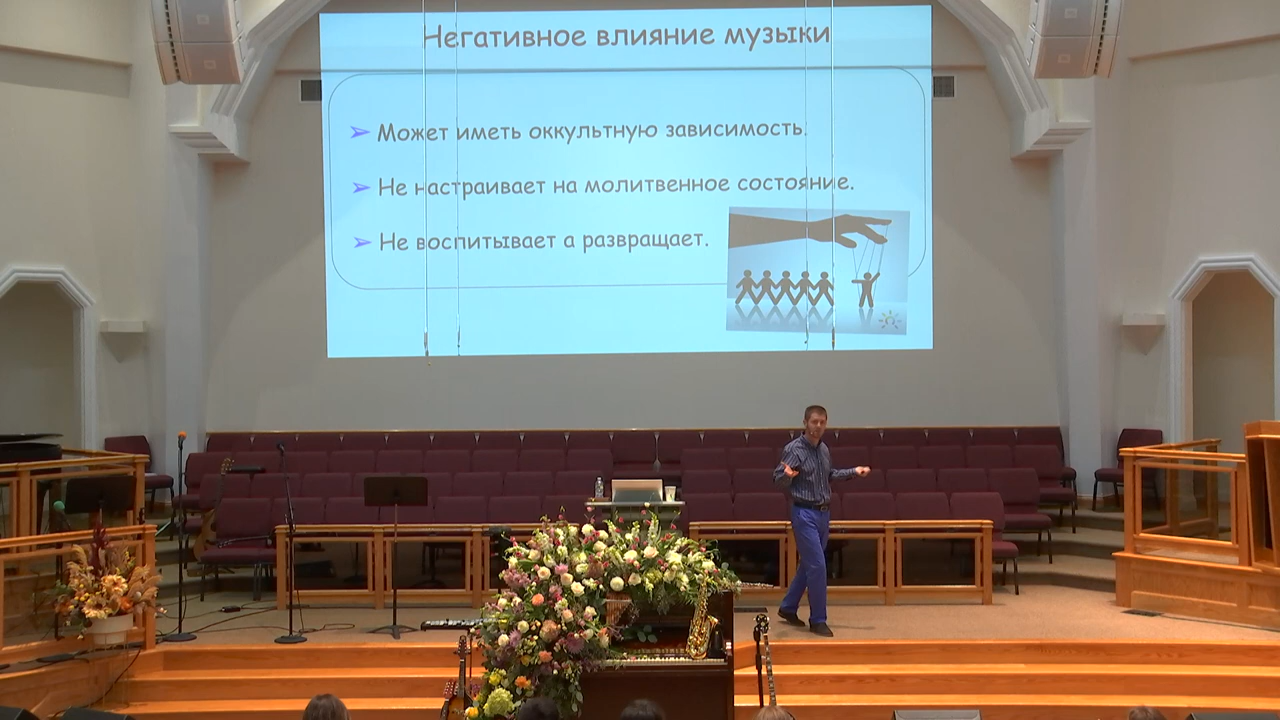 Негативное влияние музыки
Может иметь оккультную зависимость.
Не настраивает на молитвенное состояние.
Не воспитывает а развращает.